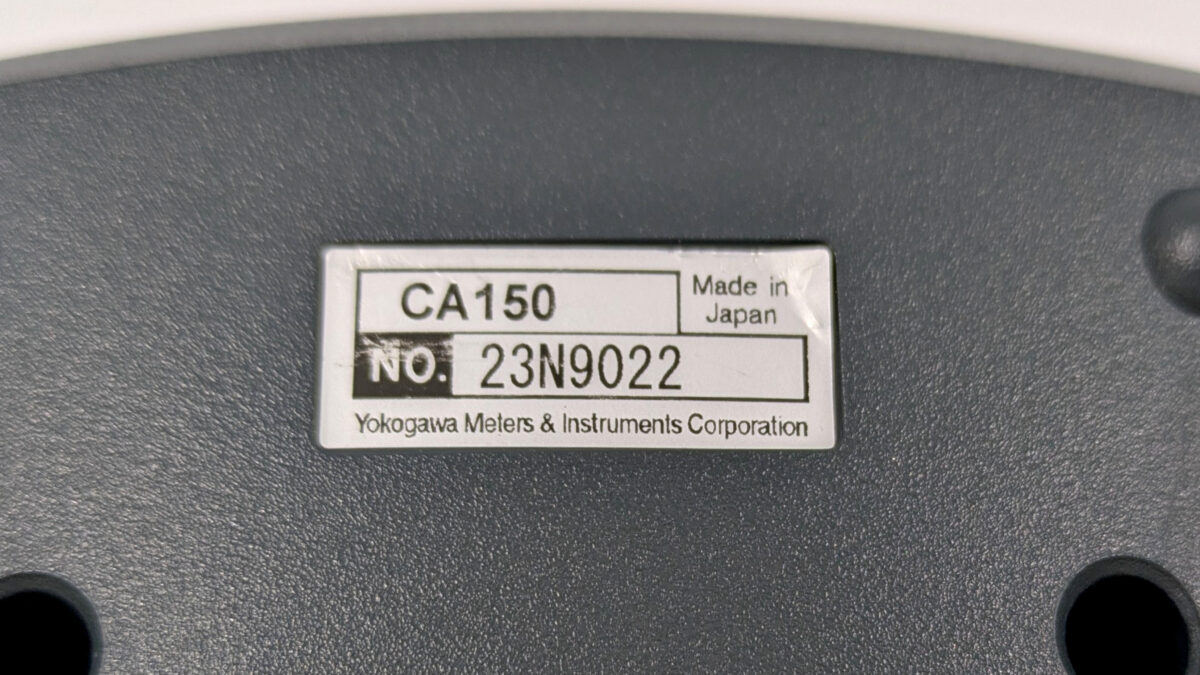 CA150
Made in
Japan
NO. 23N9022
Yokogawa Meters & Instruments Corporation